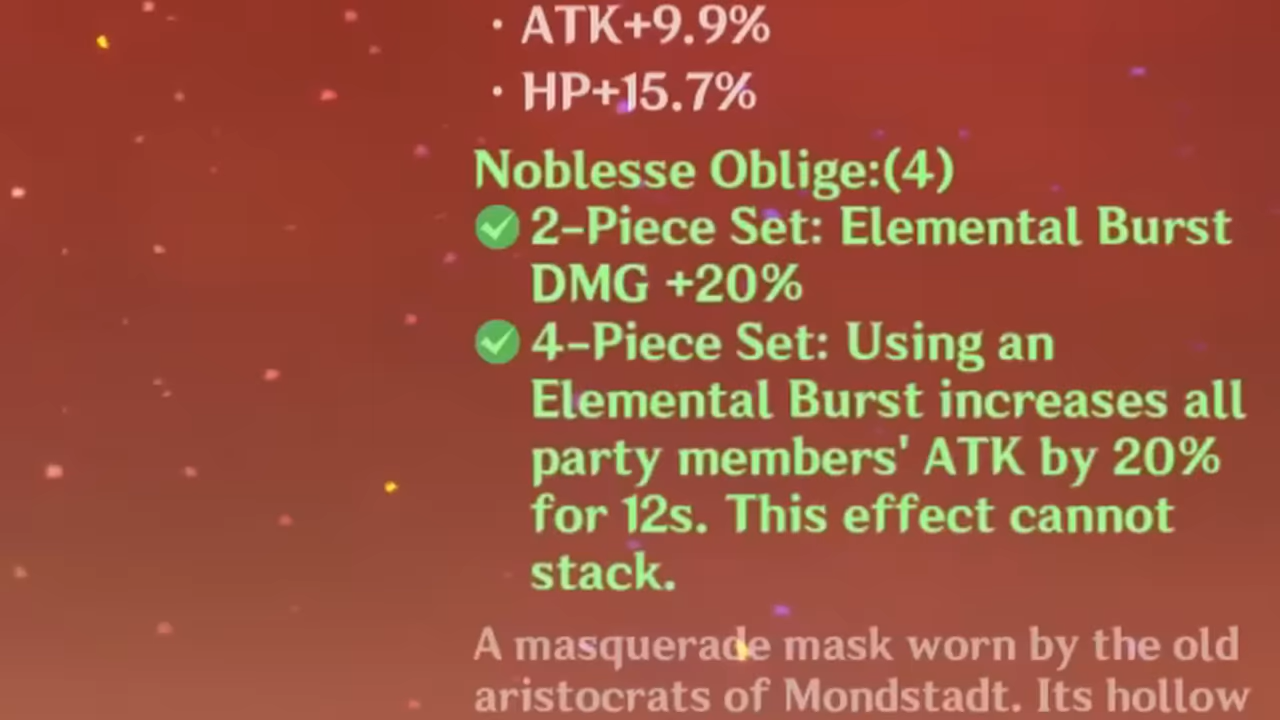 · ATK+9.9%
· HP+15.7%
Noblesse Oblige:(4)
2-Piece Set: Elemental Burst
DMG +20%
4-Piece Set: Using an
Elemental Burst increases all
party members' ATK by 20%
for 12s. This effect cannot
stack.
A masquerade mask worn by the old
aristocrats of Mondstadt. Its hollow